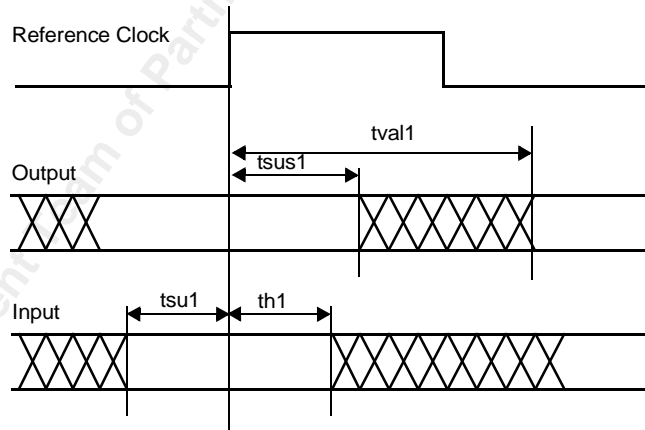 Reference Clock
tval1
tsus1
Output
tsu1
th1
Input